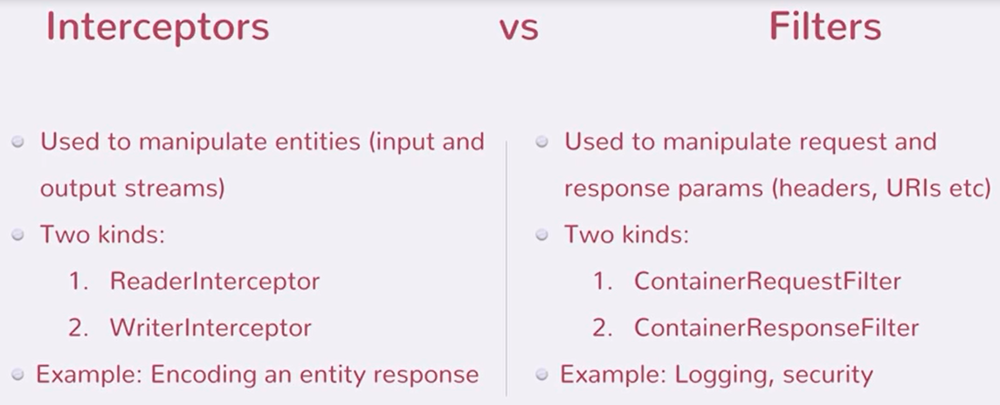 Interceptors vs Filters
Used to manipulate entities (input and
output streams)
Two kinds:
1. ReaderInterceptor
2. WriterInterceptor
Example: Encoding an entity response
Used to manipulate request and
response params (headers, URIs etc)
Two kinds:
1. ContainerRequestFilter
2. ContainerResponseFilter
Example: Logging, security